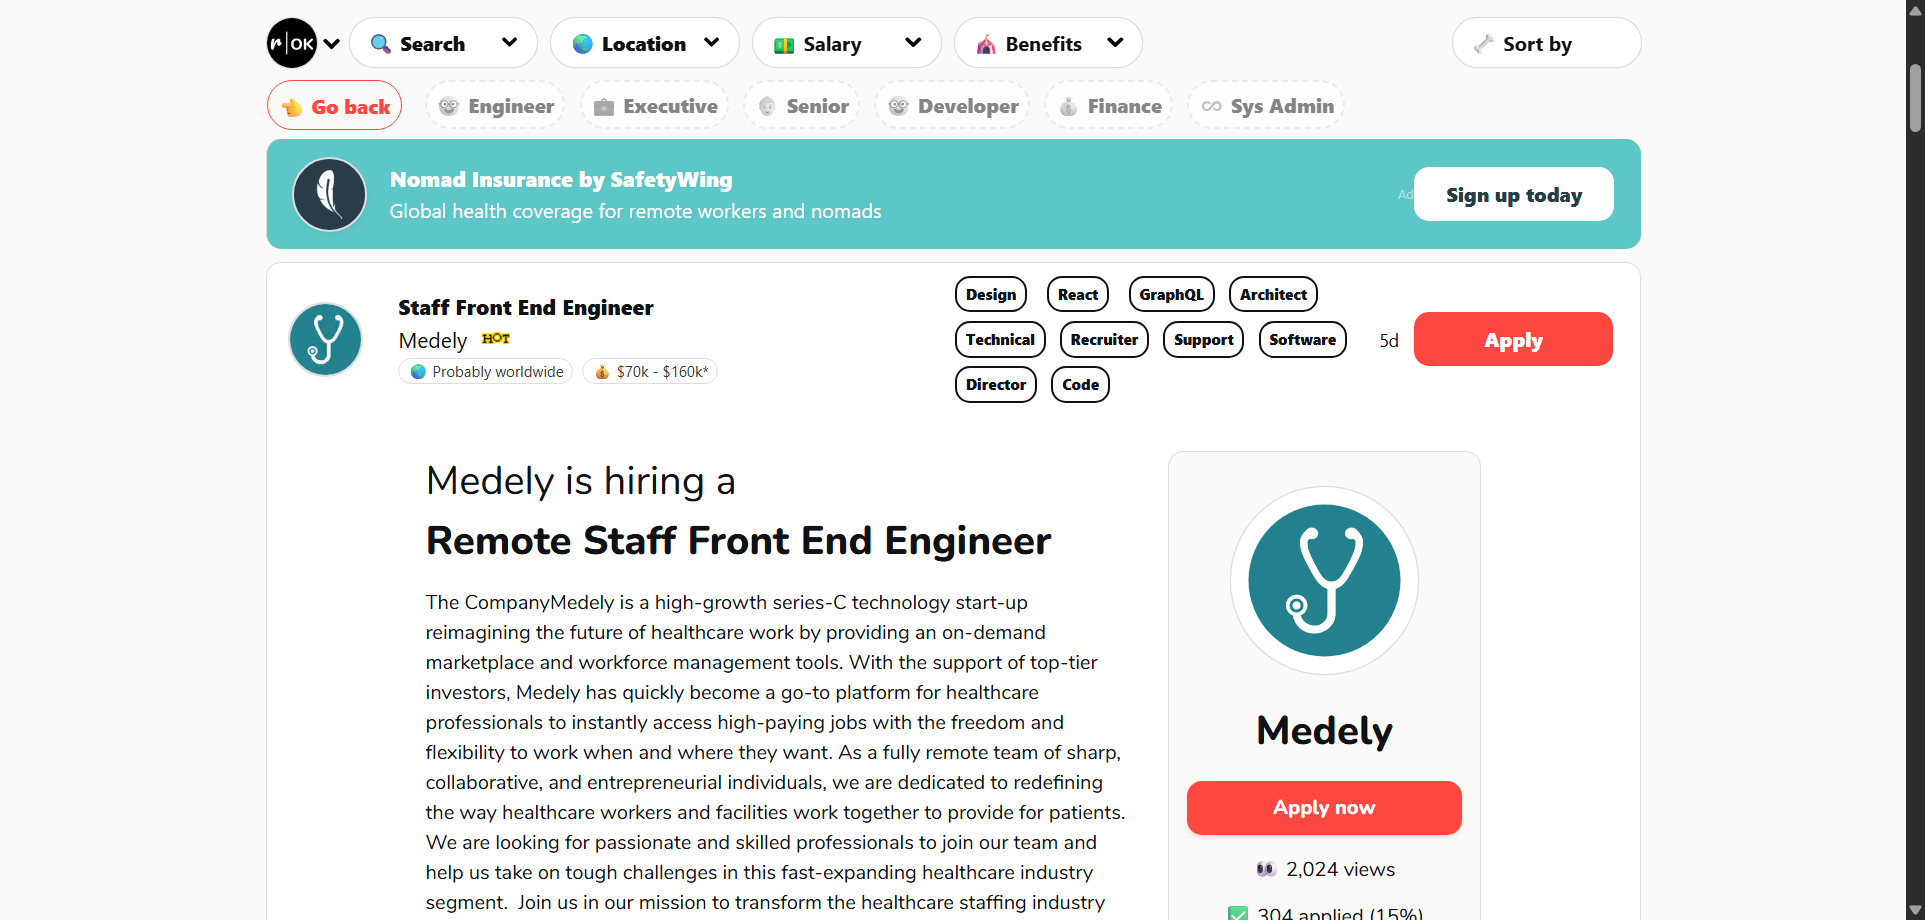 r|OK
Search
Location
Salary
Benefits
Sort by
Go back
Engineer
Executive
Senior
Developer
Finance
Sys Admin
Nomad Insurance by SafetyWing
Global health coverage for remote workers and nomads
Ad
Sign up today
Staff Front End Engineer
Medely HOT
Probably worldwide
$70k - $160k*
Design React GraphQL Architect
Technical Recruiter Support Software
Director Code
5d
Apply
Medely is hiring a
Remote Staff Front End Engineer
The CompanyMedely is a high-growth series-C technology start-up
reimagining the future of healthcare work by providing an on-demand
marketplace and workforce management tools. With the support of top-tier
investors, Medely has quickly become a go-to platform for healthcare
professionals to instantly access high-paying jobs with the freedom and
flexibility to work when and where they want. As a fully remote team of sharp,
collaborative, and entrepreneurial individuals, we are dedicated to redefining
the way healthcare workers and facilities work together to provide for patients.
We are looking for passionate and skilled professionals to join our team and
help us take on tough challenges in this fast-expanding healthcare industry
segment.  Join us in our mission to transform the healthcare staffing industry
Medely
Apply now
2,024 views
304 applied (15%)